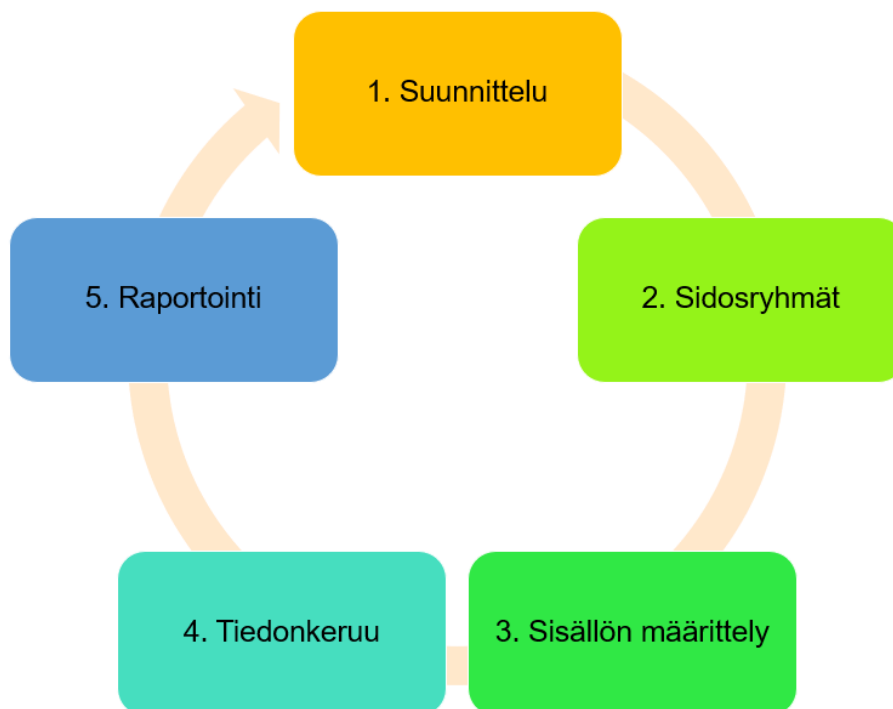 1. Suunnittelu
2. Sidosryhmät
3. Sisällön määrittely
4. Tiedonkeruu
5. Raportointi